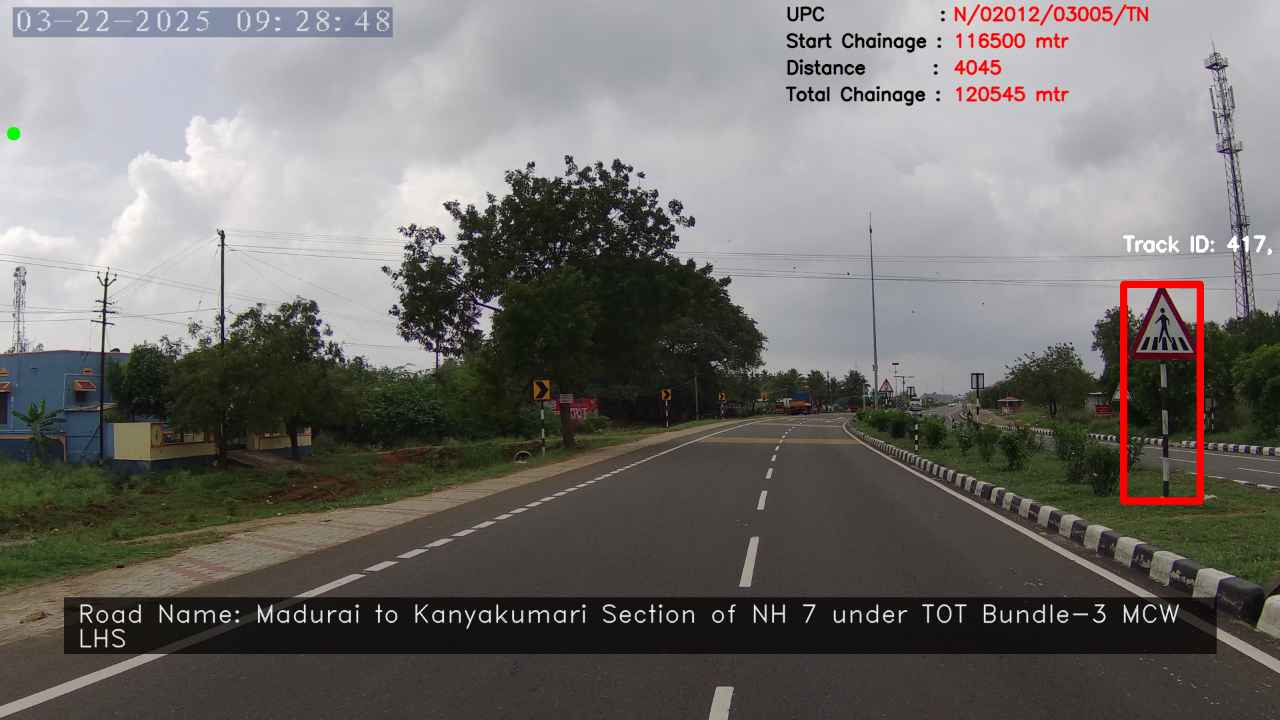 03-22-2025 09:28:48
UPC : N/02012/03005/TN
Start Chainage : 116500 mtr
Distance : 4045
Total Chainage : 120545 mtr
Track ID: 417,
Road Name: Madurai to Kanyakumari Section of NH 7 under TOT Bundle-3 MCW
LHS